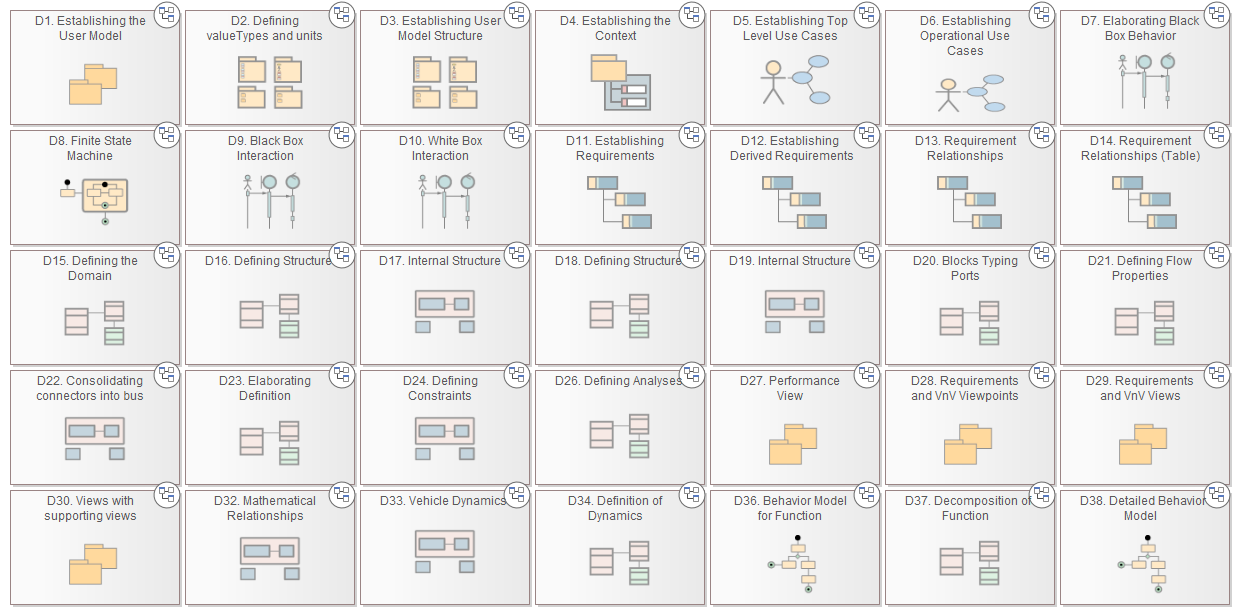 D1. Establishing the
User Model
D2. Defining
valueTypes and units
D3. Establishing User
Model Structure
D4. Establishing the
Context
D5. Establishing Top
Level Use Cases
D6. Establishing
Operational Use
Cases
D7. Elaborating Black
Box Behavior
D8. Finite State
Machine
D9. Black Box
Interaction
D10. White Box
Interaction
D11. Establishing
Requirements
D12. Establishing
Derived Requirements
D13. Requirement
Relationships
D14. Requirement
Relationships (Table)
D15. Defining the
Domain
D16. Defining Structure
D17. Internal Structure
D18. Defining Structure
D19. Internal Structure
D20. Blocks Typing
Ports
D21. Defining Flow
Properties
D22. Consolidating
connectors into bus
D23. Elaborating
Definition
D24. Defining
Constraints
D26. Defining Analyses
D27. Performance
View
D28. Requirements
and VnV Viewpoints
D29. Requirements
and VnV Views
D30. Views with
supporting views
D32. Mathematical
Relationships
D33. Vehicle Dynamics
D34. Definition of
Dynamics
D36. Behavior Model
for Function
D37. Decomposition of
Function
D38. Detailed Behavior
Model